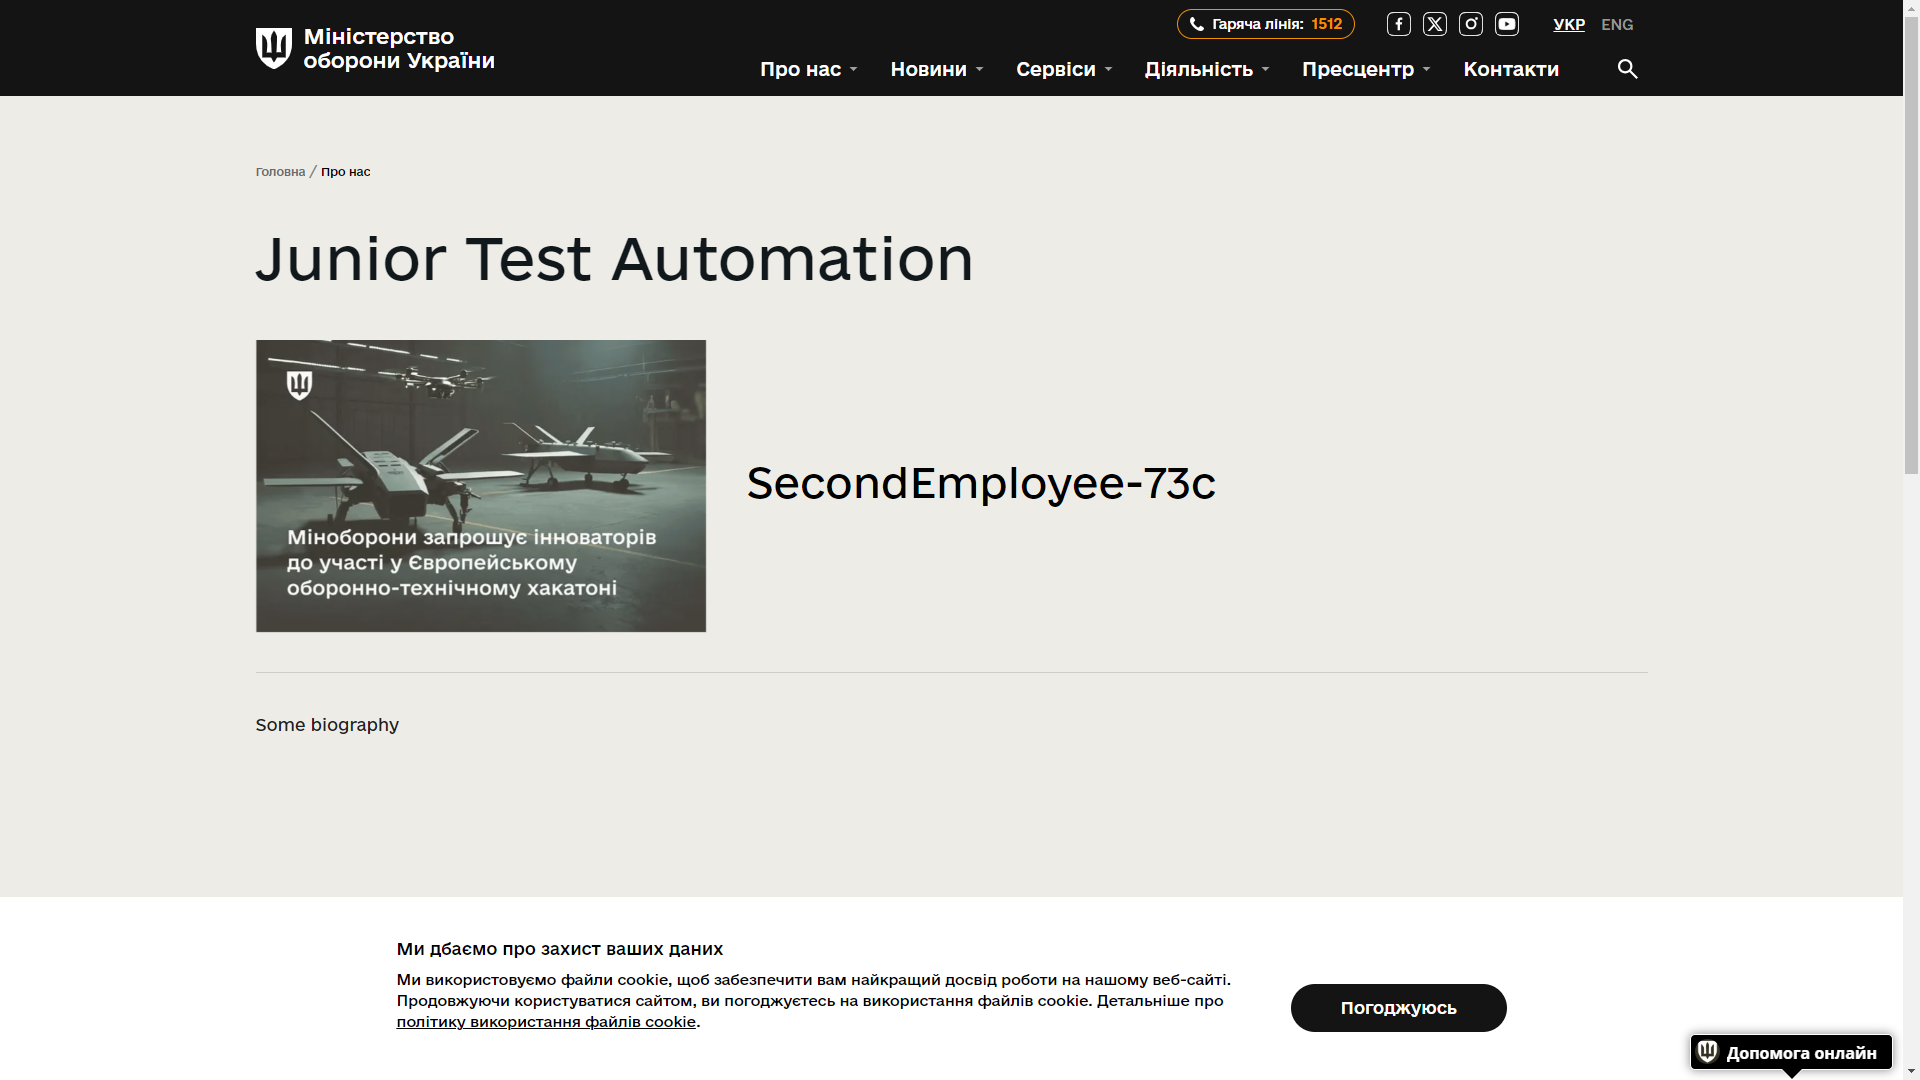 Міністерство
оборони України
Гаряча лінія: 1512
УКР ENG
Про нас Новини Сервіси Діяльність Пресцентр Контакти
Головна / Про нас
Junior Test Automation
Міноборони запрошує інноваторів
до участі у Європейському
оборонно-технічному хакатоні
SecondEmployee-73c
Some biography
Ми дбаємо про захист ваших даних
Ми використовуємо файли cookie, щоб забезпечити вам найкращий досвід роботи на нашому веб-сайті.
Продовжуючи користуватися сайтом, ви погоджуєтесь на використання файлів cookie. Детальніше про
політику використання файлів cookie.
Погоджуюсь
Допомога онлайн